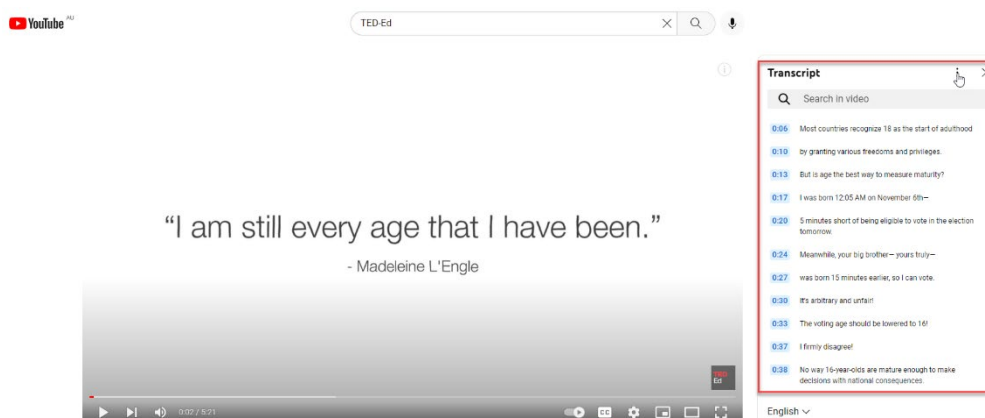 YouTube AU
TED-Ed
“I am still every age that I have been.”
- Madeleine L'Engle
TED
Ed
0:02 / 5:21
CC
Transcript
Search in video
0:06 Most countries recognize 18 as the start of adulthood
0:10 by granting various freedoms and privileges.
0:13 But is age the best way to measure maturity?
0:17 I was born 12:05 AM on November 6th—
0:20 5 minutes short of being eligible to vote in the election
tomorrow.
0:24 Meanwhile, your big brother— yours truly—
0:27 was born 15 minutes earlier, so I can vote.
0:30 It's arbitrary and unfair!
0:33 The voting age should be lowered to 16!
0:37 I firmly disagree!
0:38 No way 16-year-olds are mature enough to make
decisions with national consequences.
English